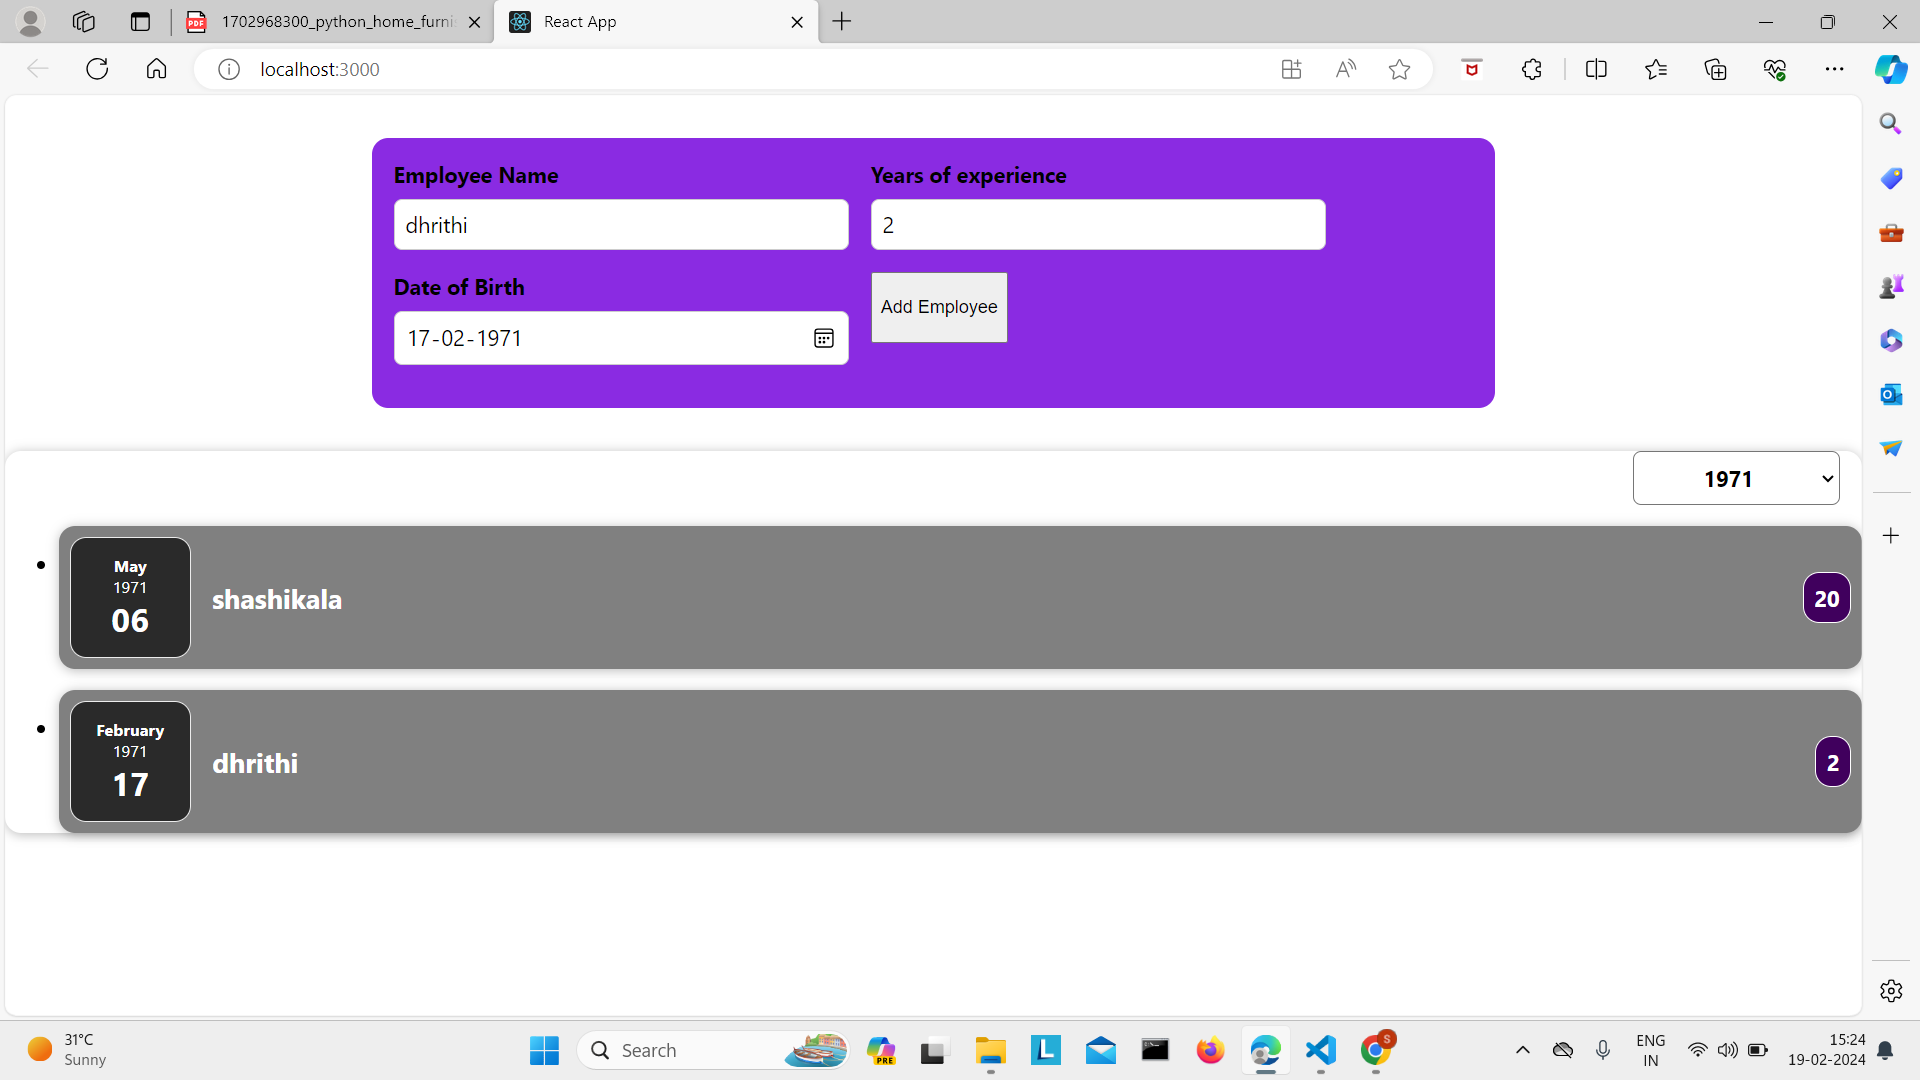 1702968300_python_home_furni
React App
localhost:3000
Employee Name
Years of experience
dhrithi
2
Date of Birth
17-02-1971
Add Employee
1971
May
1971
06
shashikala
20
February
1971
17
dhrithi
2
31°C
Sunny
Search
PRE
S
ENG
IN
15:24
19-02-2024